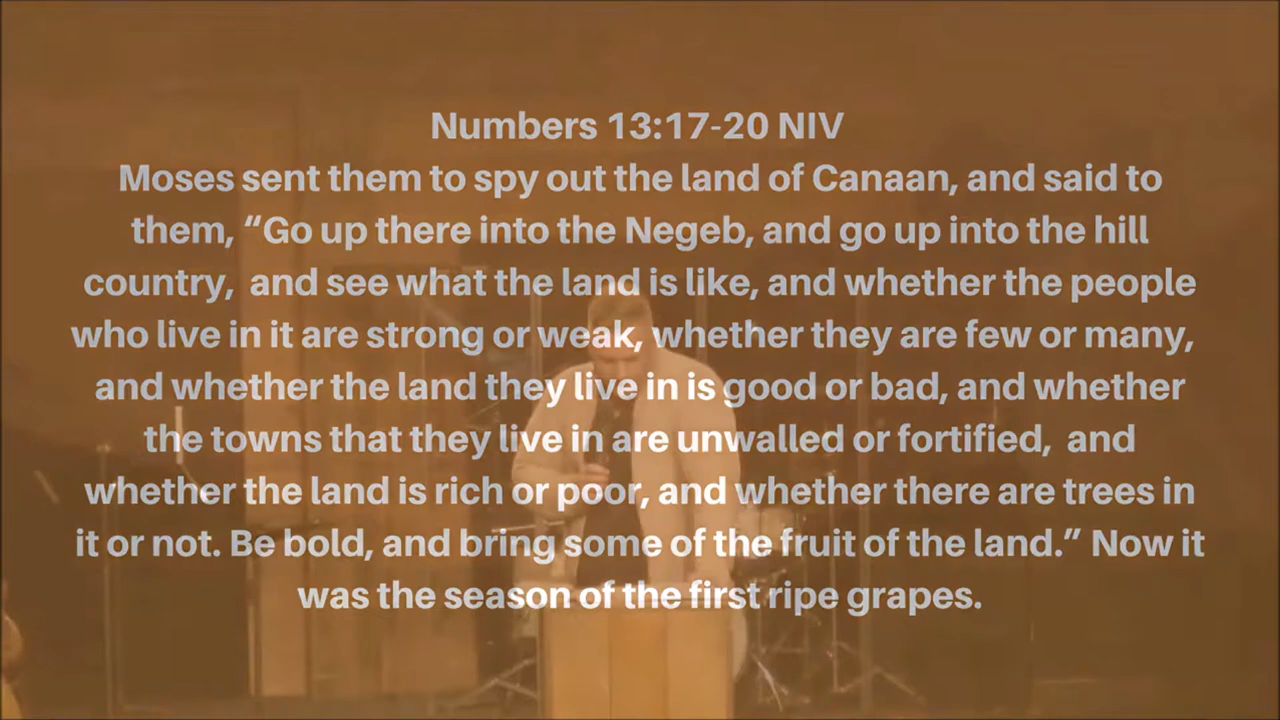 Numbers 13:17-20 NIV
Moses sent them to spy out the land of Canaan, and said to
them, “Go up there into the Negeb, and go up into the hill
country,  and see what the land is like, and whether the people
who live in it are strong or weak, whether they are few or many,
and whether the land they live in is good or bad, and whether
the towns that they live in are unwalled or fortified,  and
whether the land is rich or poor, and whether there are trees in
it or not. Be bold, and bring some of the fruit of the land.” Now it
was the season of the first ripe grapes.